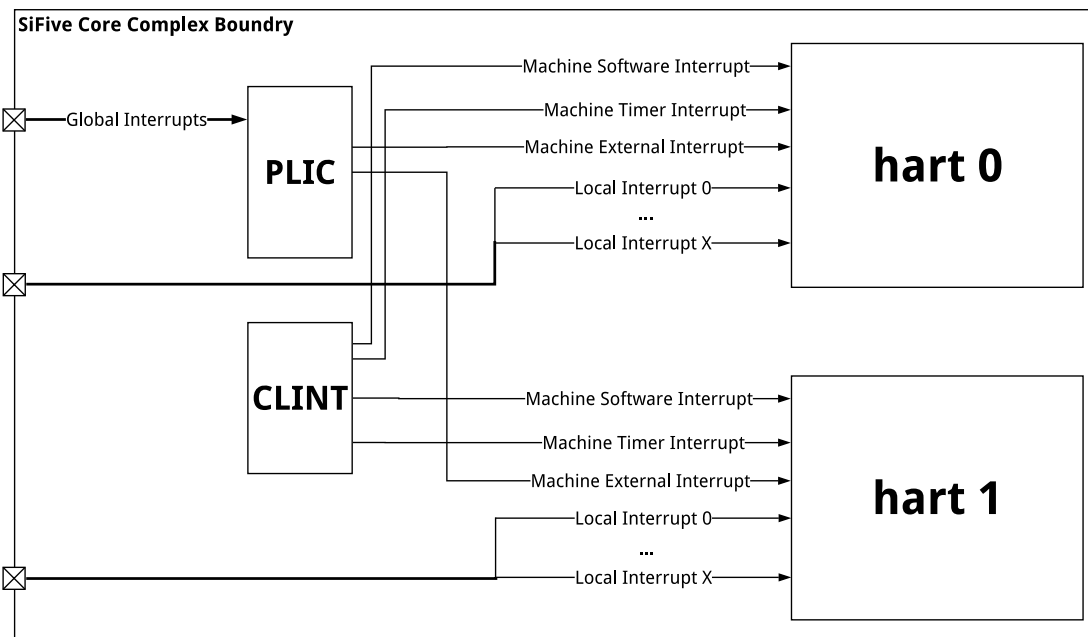 SiFive Core Complex Boundry
Machine Software Interrupt
Machine Timer Interrupt
Global Interrupts
Machine External Interrupt
PLIC
hart 0
Local Interrupt 0
...
Local Interrupt X
CLINT
Machine Software Interrupt
Machine Timer Interrupt
Machine External Interrupt
hart 1
Local Interrupt 0
...
Local Interrupt X